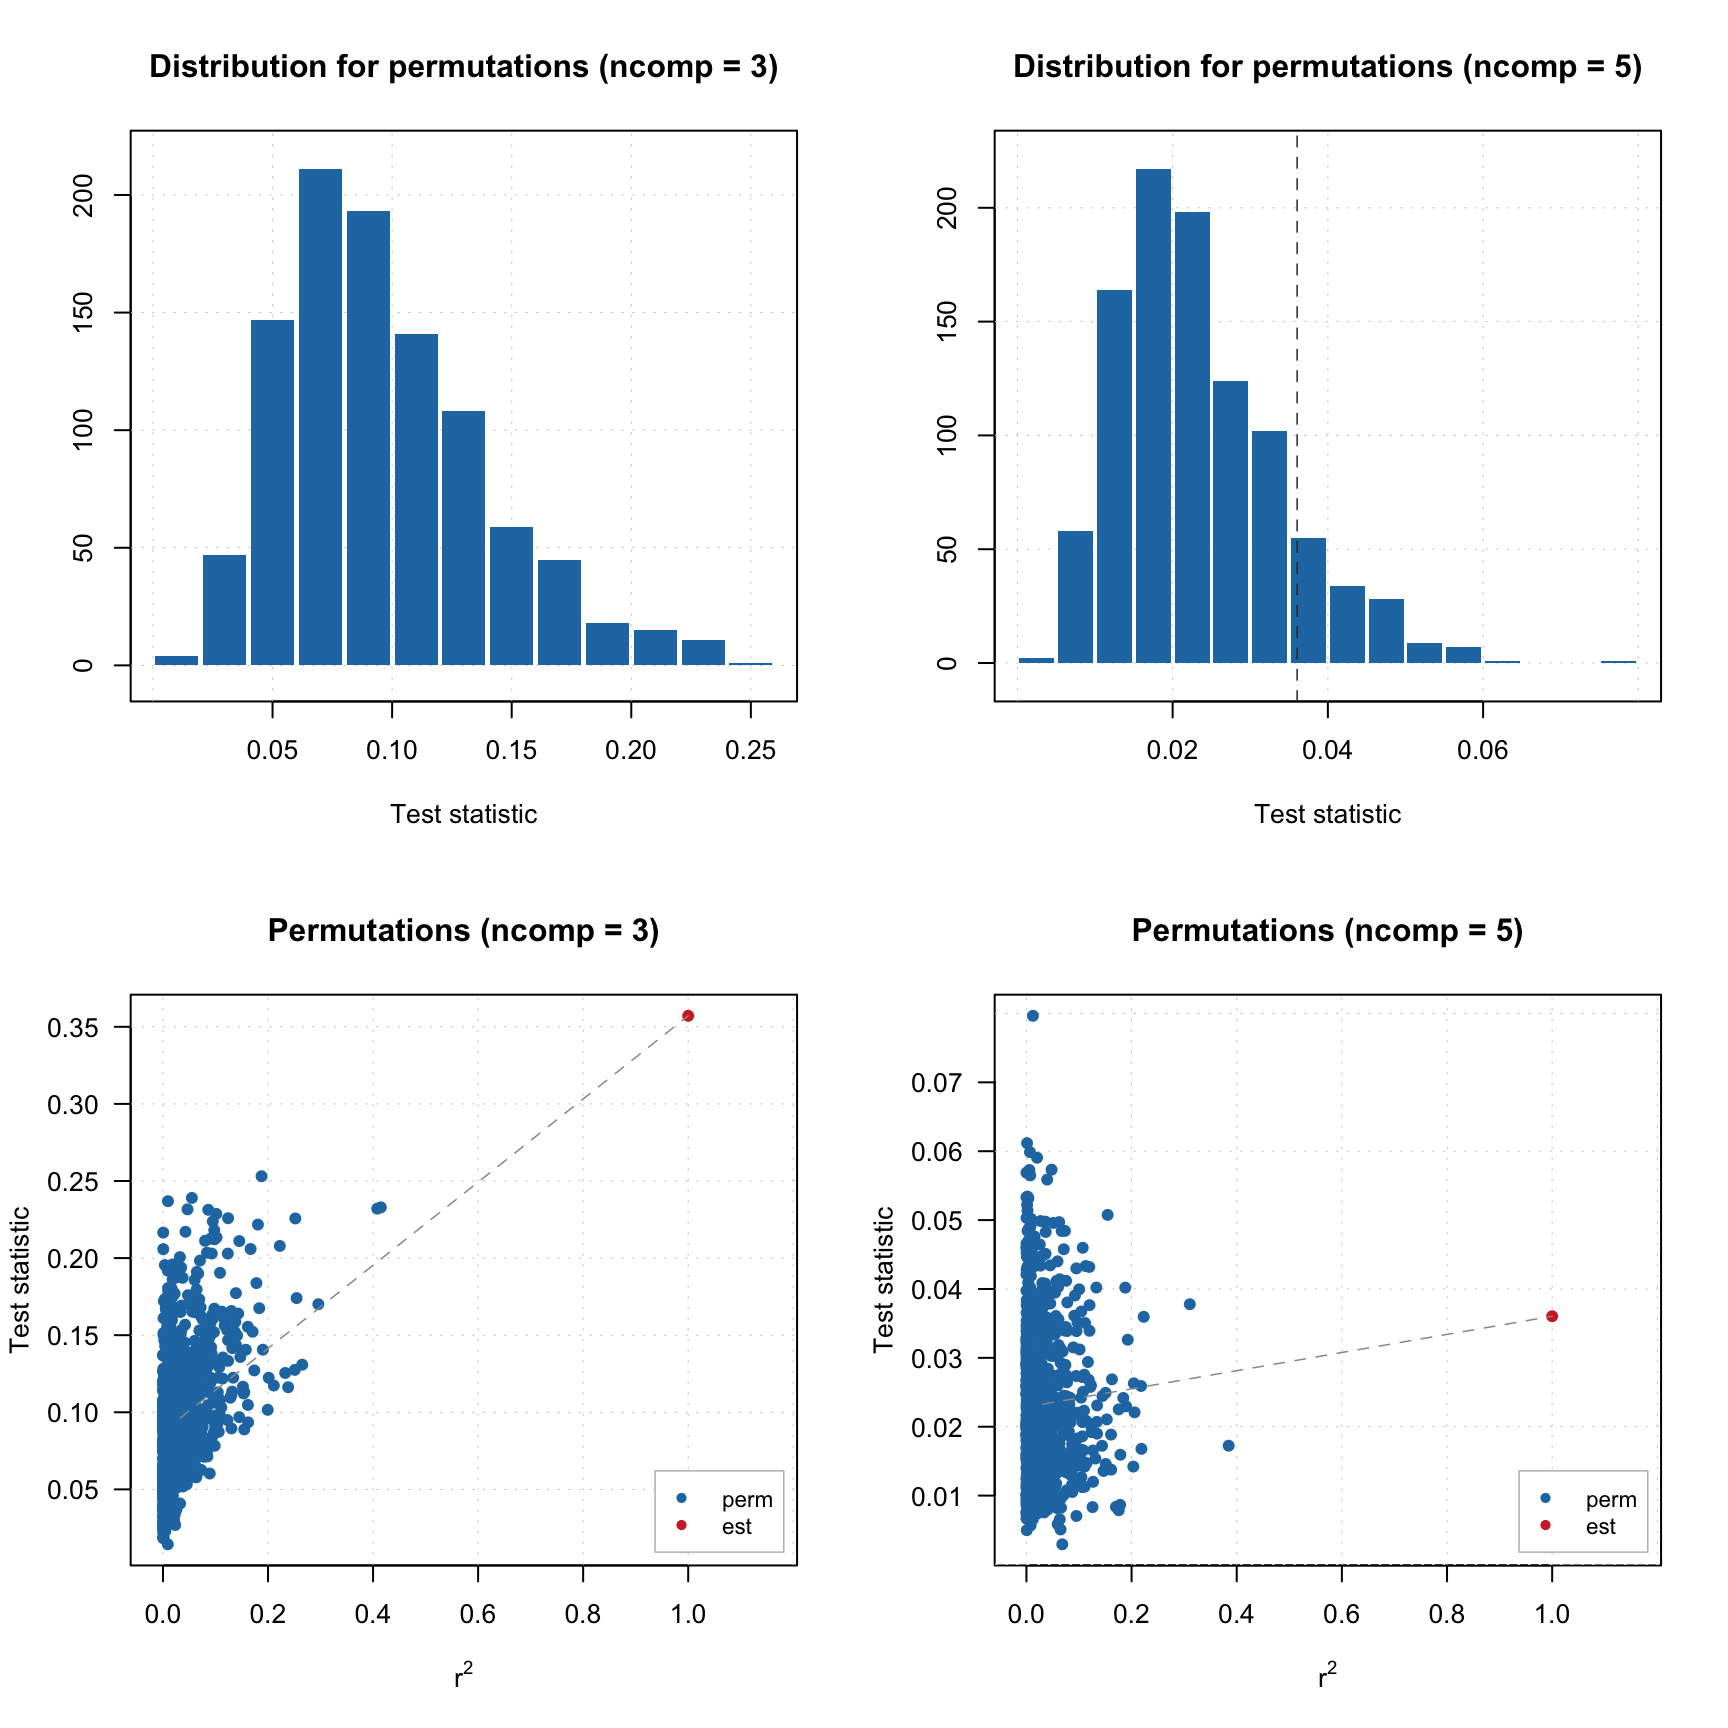 Distribution for permutations (ncomp = 3)
200
150
100
50
0
0.05 0.10 0.15 0.20 0.25
Test statistic
Distribution for permutations (ncomp = 5)
200
150
100
50
0
0.02 0.04 0.06
Test statistic
Permutations (ncomp = 3)
Test statistic
0.35
0.30
0.25
0.20
0.15
0.10
0.05
perm
est
0.0 0.2 0.4 0.6 0.8 1.0
r²
Permutations (ncomp = 5)
Test statistic
0.07
0.06
0.05
0.04
0.03
0.02
0.01
perm
est
0.0 0.2 0.4 0.6 0.8 1.0
r²